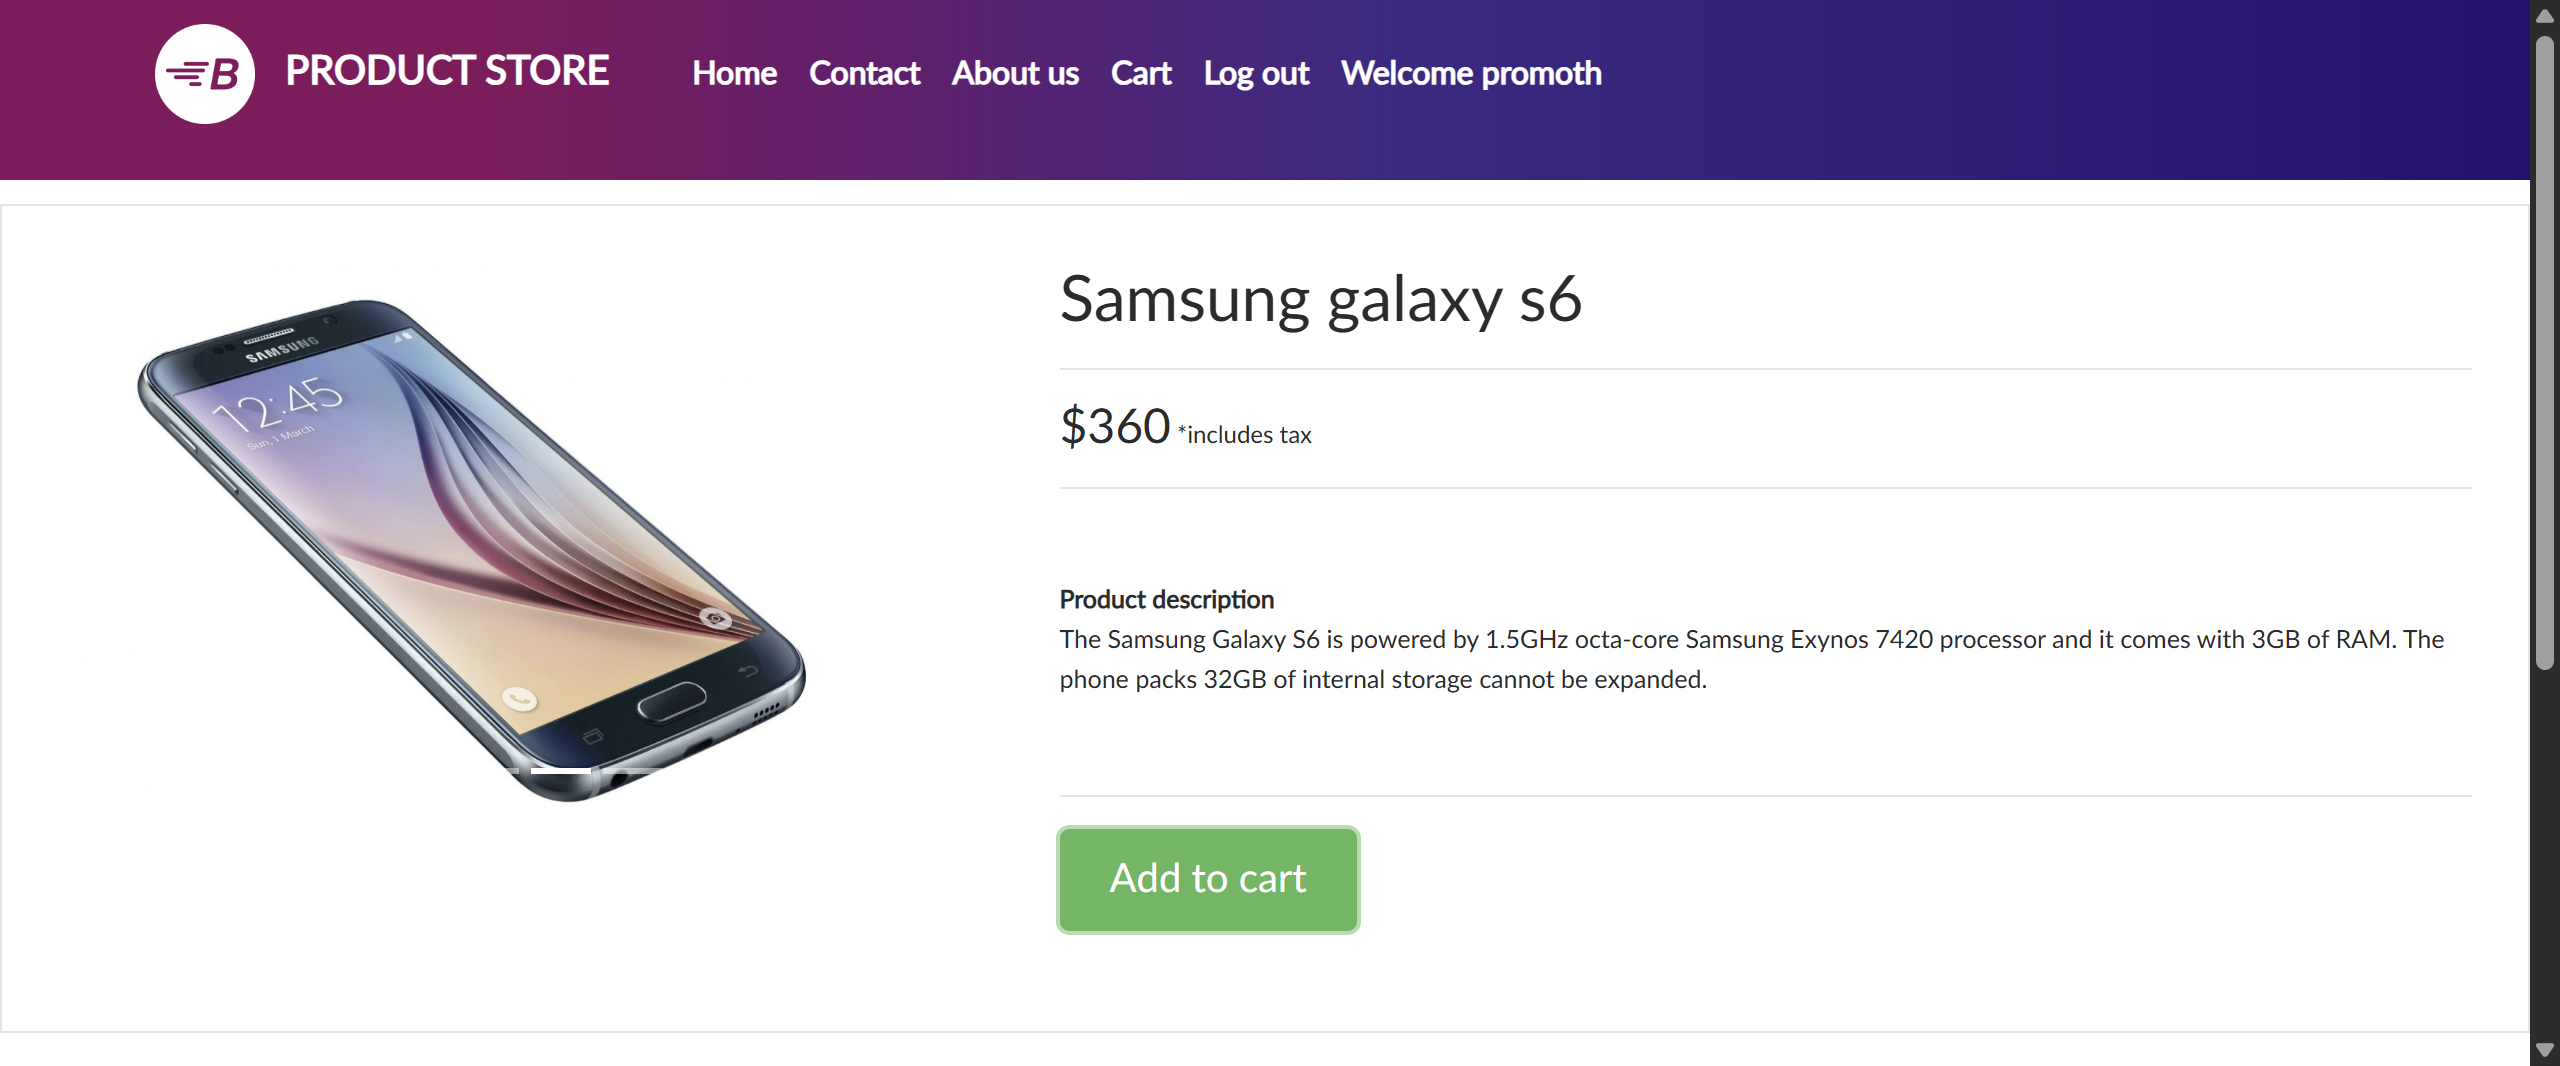 B PRODUCT STORE Home Contact About us Cart Log out Welcome promoth
SAMSUNG
12:45
Sun, 1 March
Samsung galaxy s6
$360 *includes tax
Product description
The Samsung Galaxy S6 is powered by 1.5GHz octa-core Samsung Exynos 7420 processor and it comes with 3GB of RAM. The
phone packs 32GB of internal storage cannot be expanded.
Add to cart